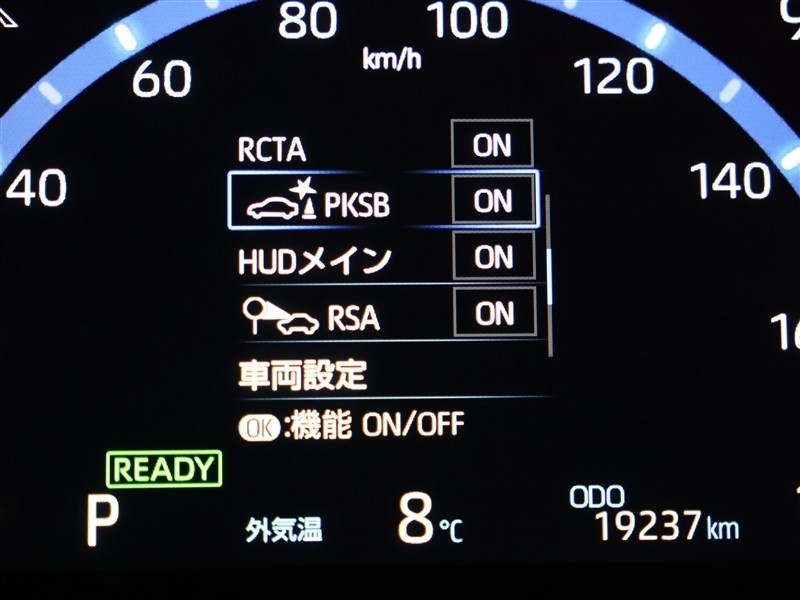 80 100
km/h
60 120
40 140
RCTA ON
PKSB ON
HUDメイン ON
RSA ON
車両設定
OK:機能 ON/OFF
READY
P 外気温 8℃
ODO
19237km